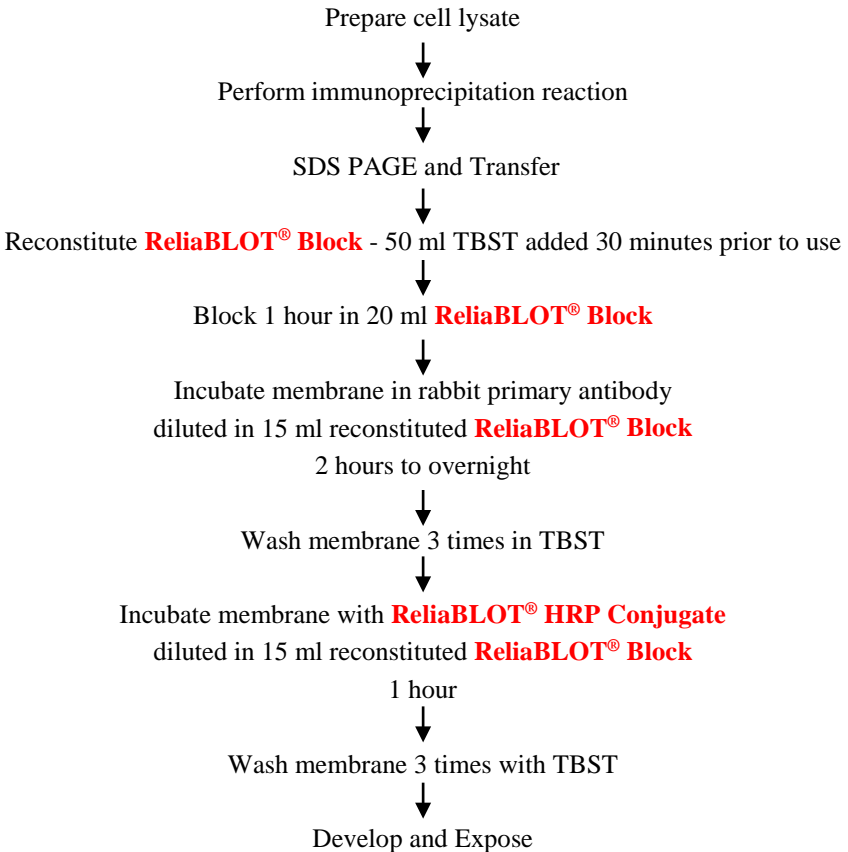 Prepare cell lysate
Perform immunoprecipitation reaction
SDS PAGE and Transfer
Reconstitute ReliaBLOT® Block - 50 ml TBST added 30 minutes prior to use
Block 1 hour in 20 ml ReliaBLOT® Block
Incubate membrane in rabbit primary antibody
diluted in 15 ml reconstituted ReliaBLOT® Block
2 hours to overnight
Wash membrane 3 times in TBST
Incubate membrane with ReliaBLOT® HRP Conjugate
diluted in 15 ml reconstituted ReliaBLOT® Block
1 hour
Wash membrane 3 times with TBST
Develop and Expose